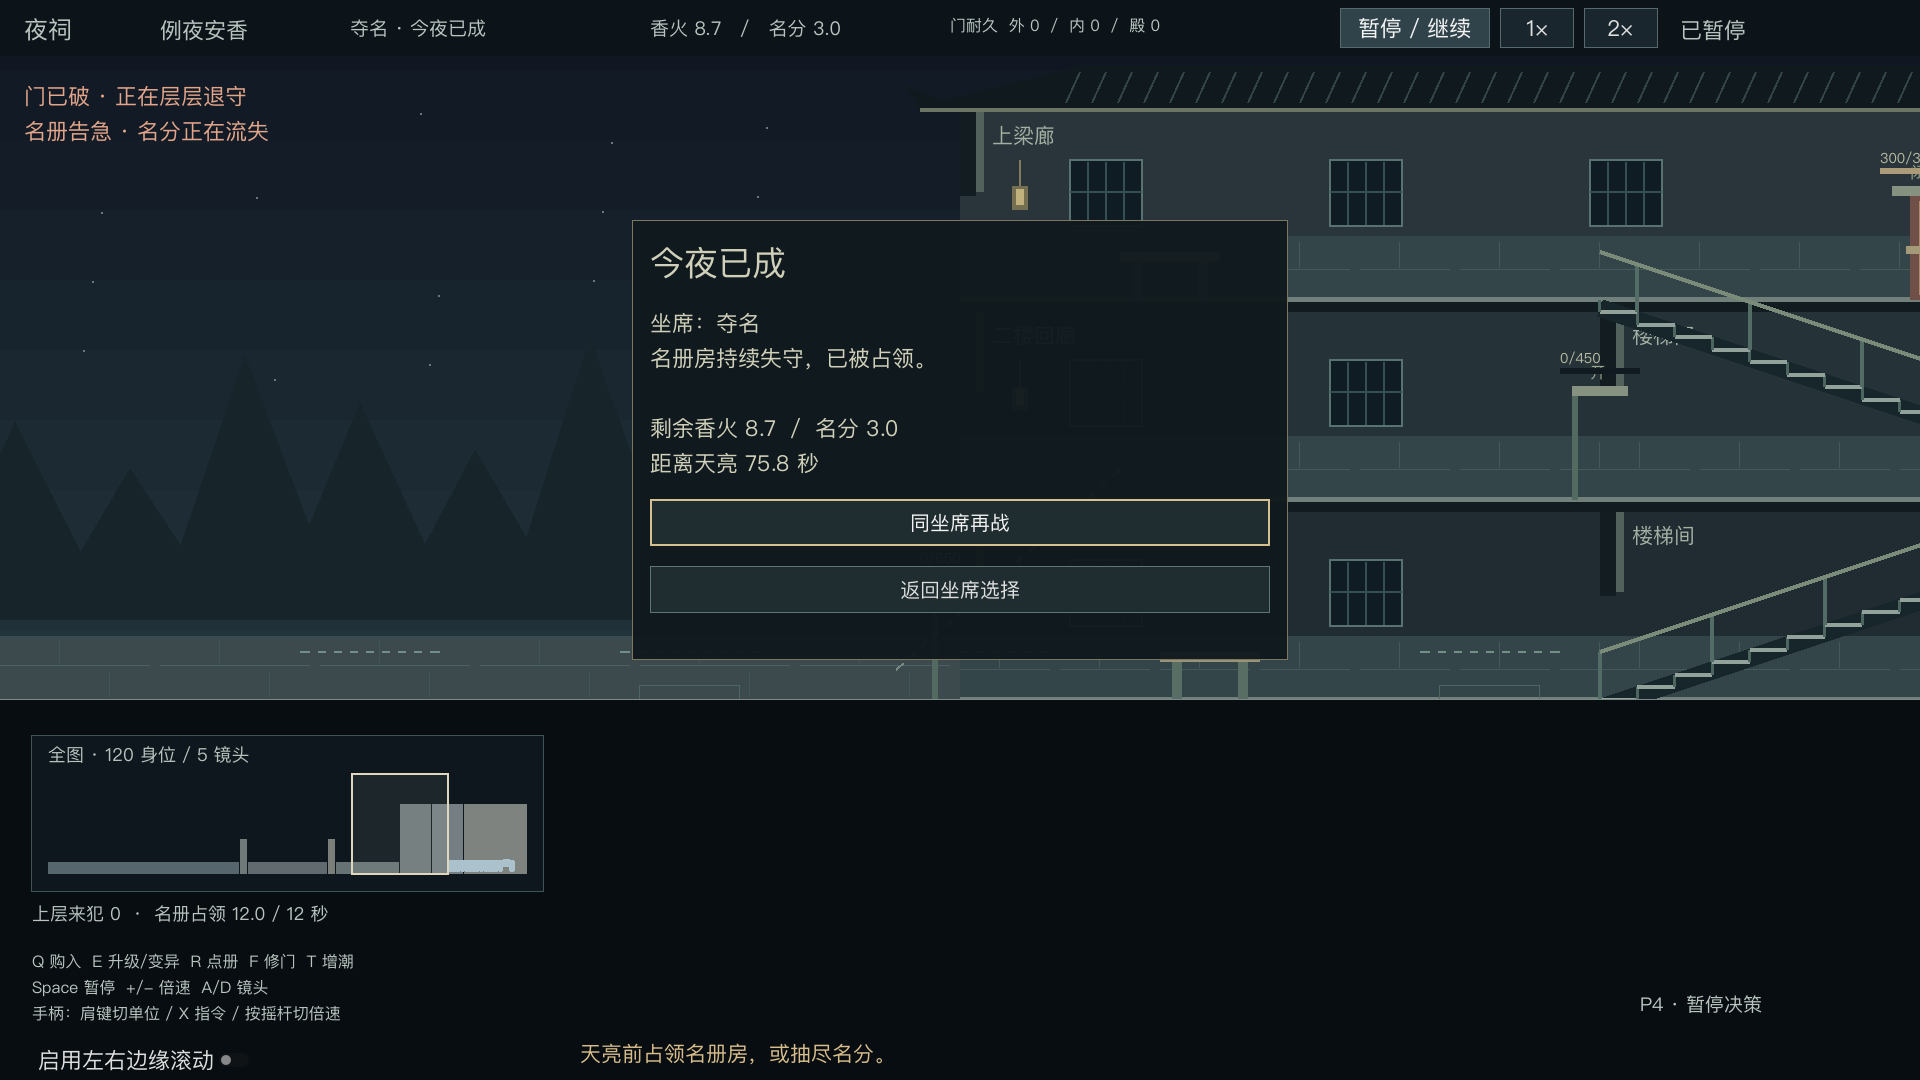 夜祠
例夜安香
夺名 · 今夜已成
香火 8.7 / 名分 3.0
门耐久 外 0 / 内 0 / 殿 0
暂停 / 继续
1×
2×
已暂停
门已破 · 正在层层退守
名册告急 · 名分正在流失
上梁廊
300/3
二楼回廊
0/450
楼梯间
今夜已成
坐席：夺名
名册房持续失守，已被占领。
剩余香火 8.7 / 名分 3.0
距离天亮 75.8 秒
同坐席再战
返回坐席选择
全图 · 120 身位 / 5 镜头
上层来犯 0 · 名册占领 12.0 / 12 秒
Q 购入 E 升级/变异 R 点册 F 修门 T 增潮
Space 暂停 +/− 倍速 A/D 镜头
手柄：肩键切单位 / X 指令 / 按摇杆切倍速
启用左右边缘滚动
天亮前占领名册房，或抽尽名分。
P4 · 暂停决策